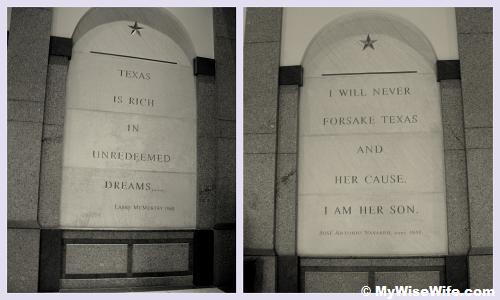 TEXAS
IS RICH
IN
UNREDEEMED
DREAMS,.....
LARRY MCMURTRY 1968
I WILL NEVER
FORSAKE TEXAS
AND
HER CAUSE.
I AM HER SON.
JOSÉ ANTONIO NAVARRO,
© MyWiseWife.com